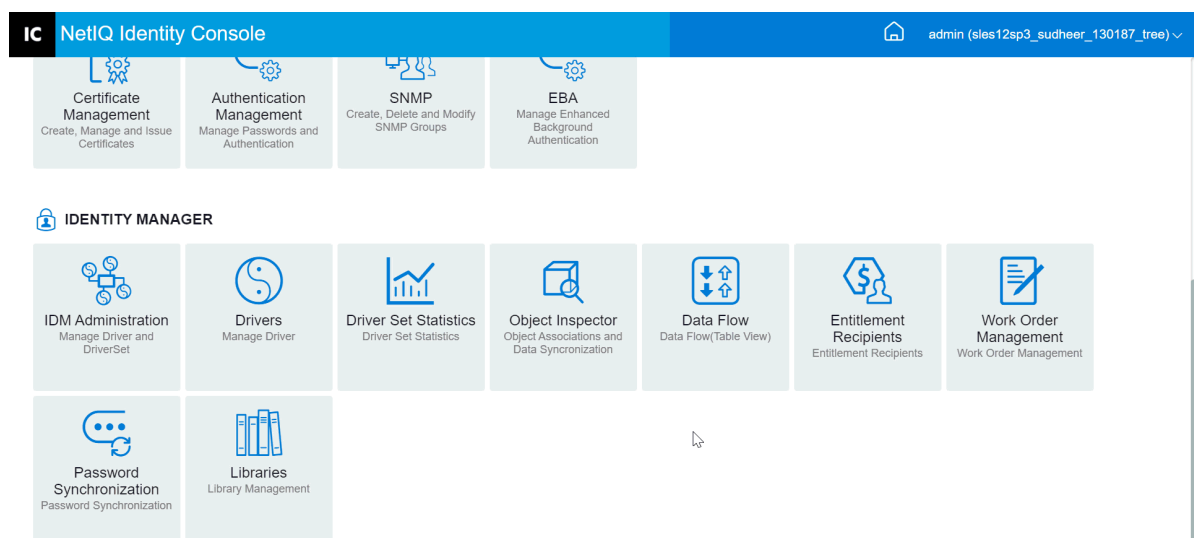 IC NetIQ Identity Console admin (sles12sp3_sudheer_130187_tree)
Certificate
Management
Create, Manage and Issue
Certificates
Authentication
Management
Manage Passwords and
Authentication
SNMP
Create, Delete and Modify
SNMP Groups
EBA
Manage Enhanced
Background
Authentication
IDENTITY MANAGER
IDM Administration
Manage Driver and
DriverSet
Drivers
Manage Driver
Driver Set Statistics
Driver Set Statistics
Object Inspector
Object Associations and
Data Syncronization
Data Flow
Data Flow(Table View)
Entitlement
Recipients
Entitlement Recipients
Work Order
Management
Work Order Management
Password
Synchronization
Password Synchronization
Libraries
Library Management